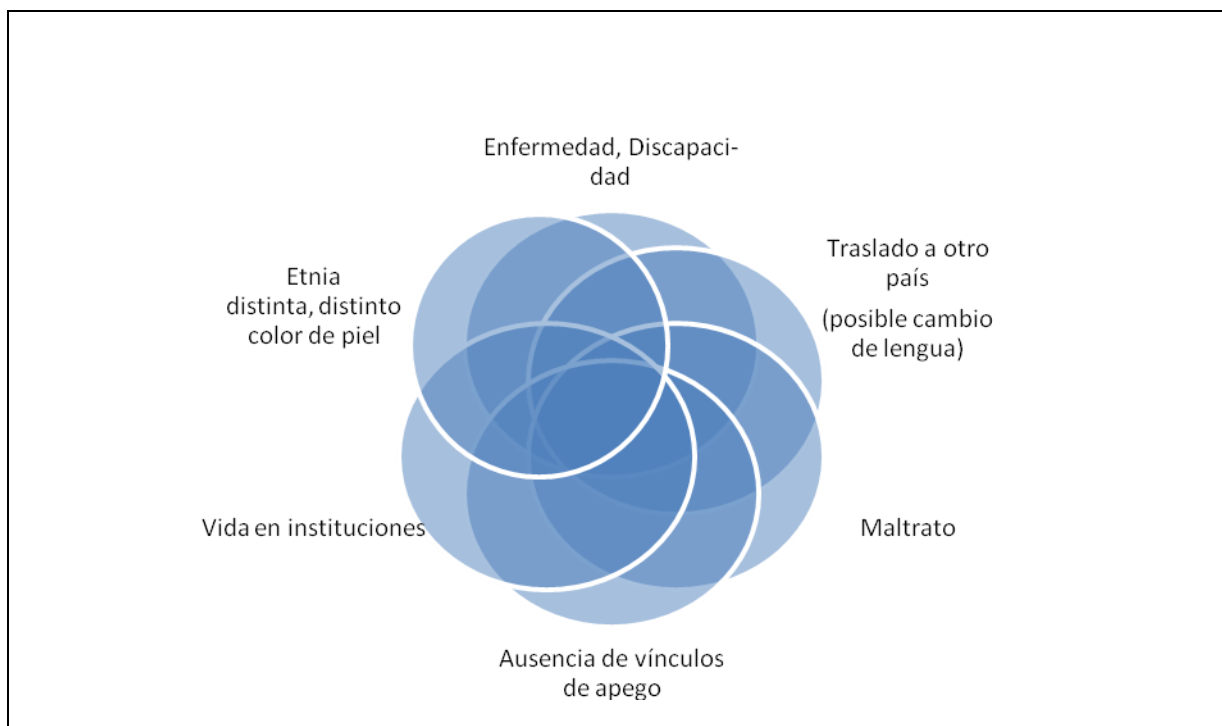 Enfermedad, Discapaci-
dad
Traslado a otro
país
(posible cambio
de lengua)
Etnia
distinta, distinto
color de piel
Vida en instituciones
Maltrato
Ausencia de vínculos
de apego